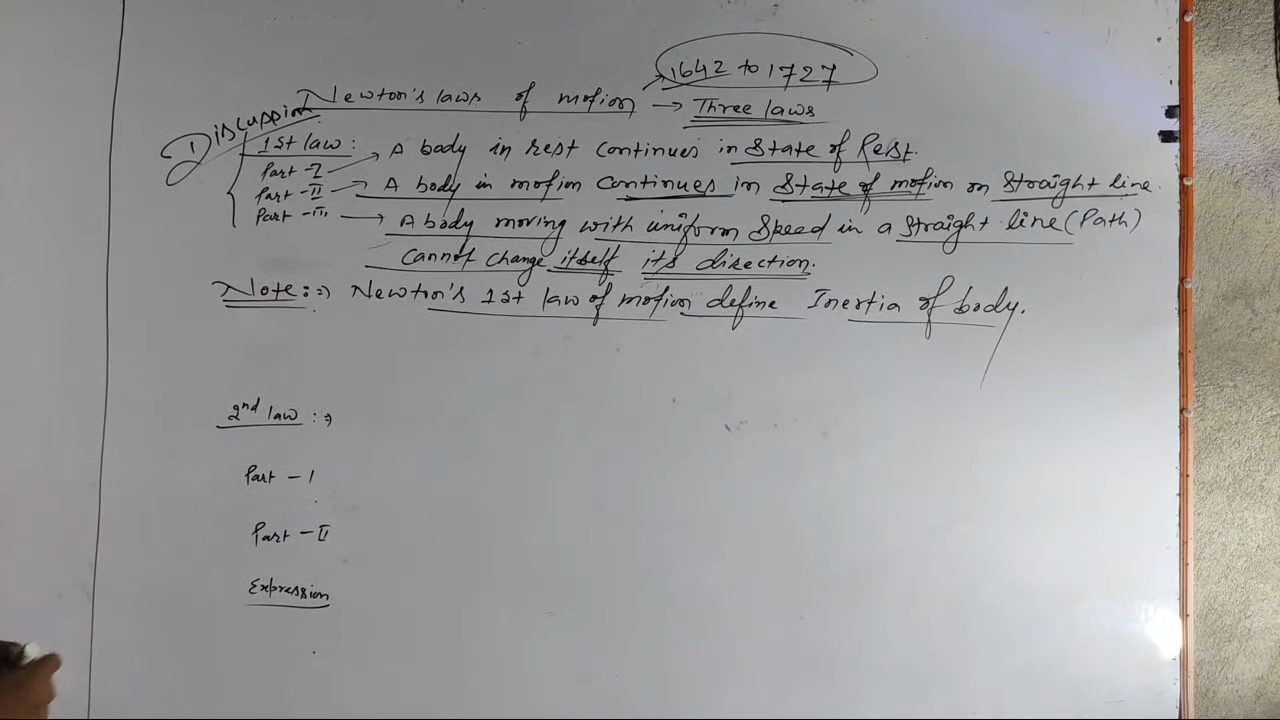 1642 to 1727
Newton's laws of motion → Three laws
Discussion
1st law :
Part-I → A body in rest continues in State of Rest.
Part-II → A body in motion continues in State of motion on straight line.
Part-III → A body moving with uniform speed in a straight line (Path)
cannot change itself its direction.
Note:⇒ Newton's 1st law of motion define Inertia of body.
2nd law :⇒
Part - I
Part - II
Expression